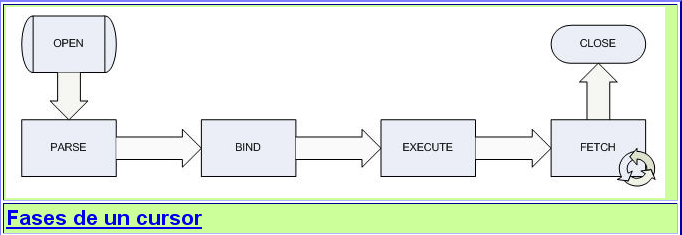 OPEN
CLOSE
PARSE
BIND
EXECUTE
FETCH
Fases de un cursor